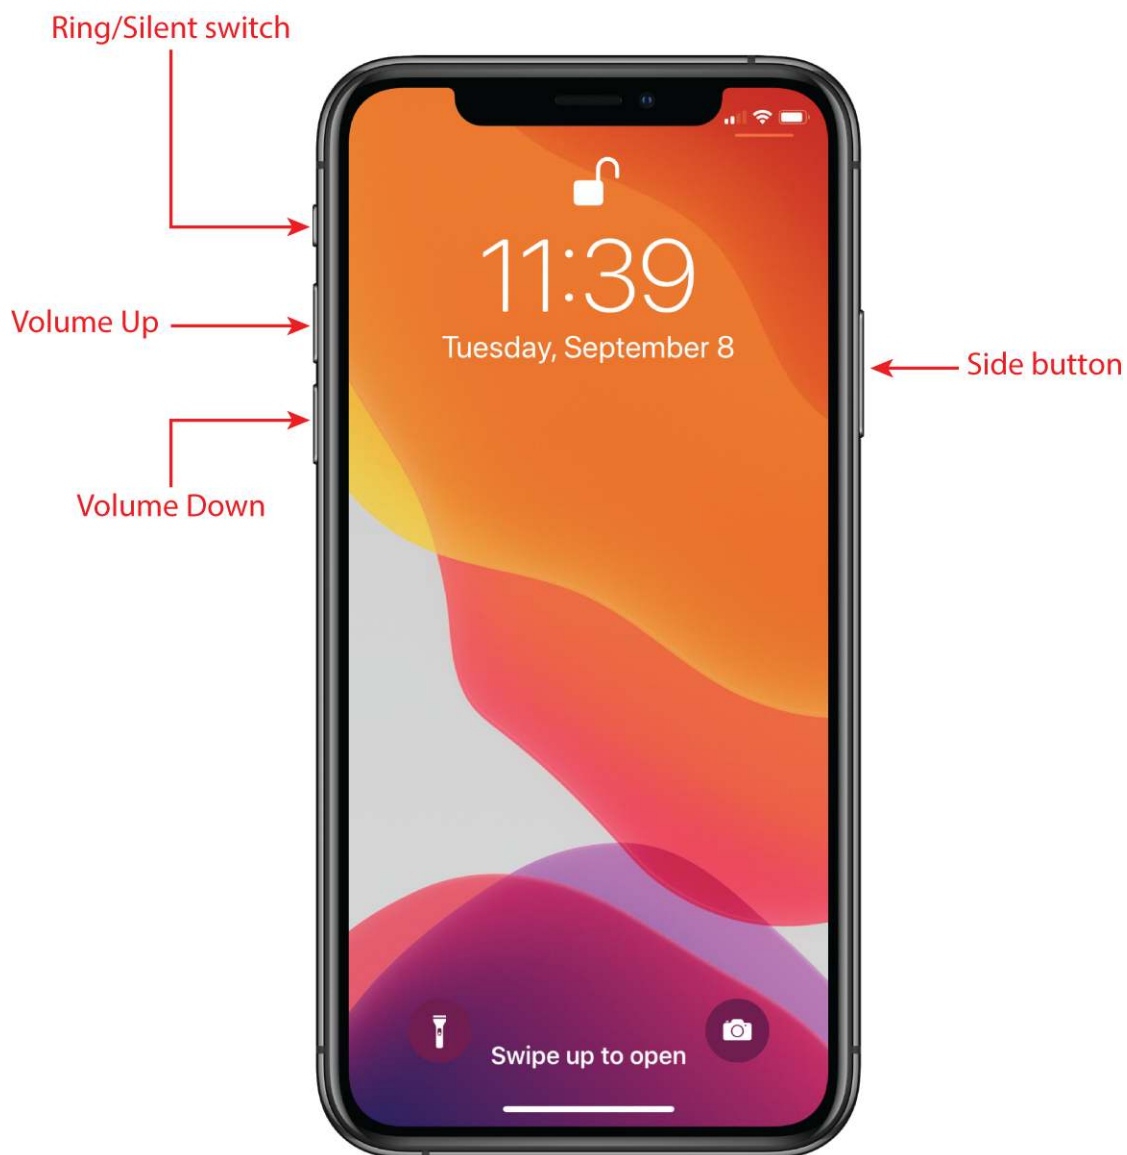 Ring/Silent switch
11:39
Volume Up
Tuesday, September 8
Side button
Volume Down
Swipe up to open